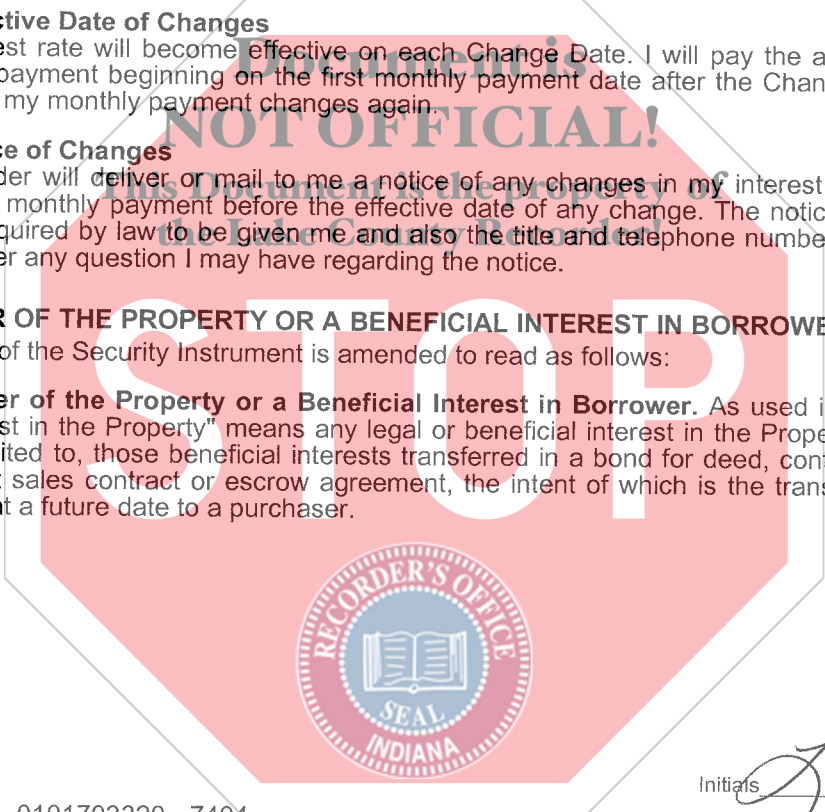 ctive Date of Changes
est rate will become effective on each Change Date. I will pay the a
payment beginning on the first monthly payment date after the Chan
my monthly payment changes again.
ce of Changes
der will deliver or mail to me a notice of any changes in my interest
monthly payment before the effective date of any change. The notic
quired by law to be given me and also the title and telephone numbe
er any question I may have regarding the notice.
R OF THE PROPERTY OR A BENEFICIAL INTEREST IN BORROWE
of the Security Instrument is amended to read as follows:
er of the Property or a Beneficial Interest in Borrower. As used i
st in the Property" means any legal or beneficial interest in the Prope
ited to, those beneficial interests transferred in a bond for deed, con
t sales contract or escrow agreement, the intent of which is the trans
at a future date to a purchaser.
Document is
NOT OFFICIAL!
This Document is the property of
the Lake County Recorder!
STOP
RECORDER'S OFFICE
SEAL
INDIANA
Initials